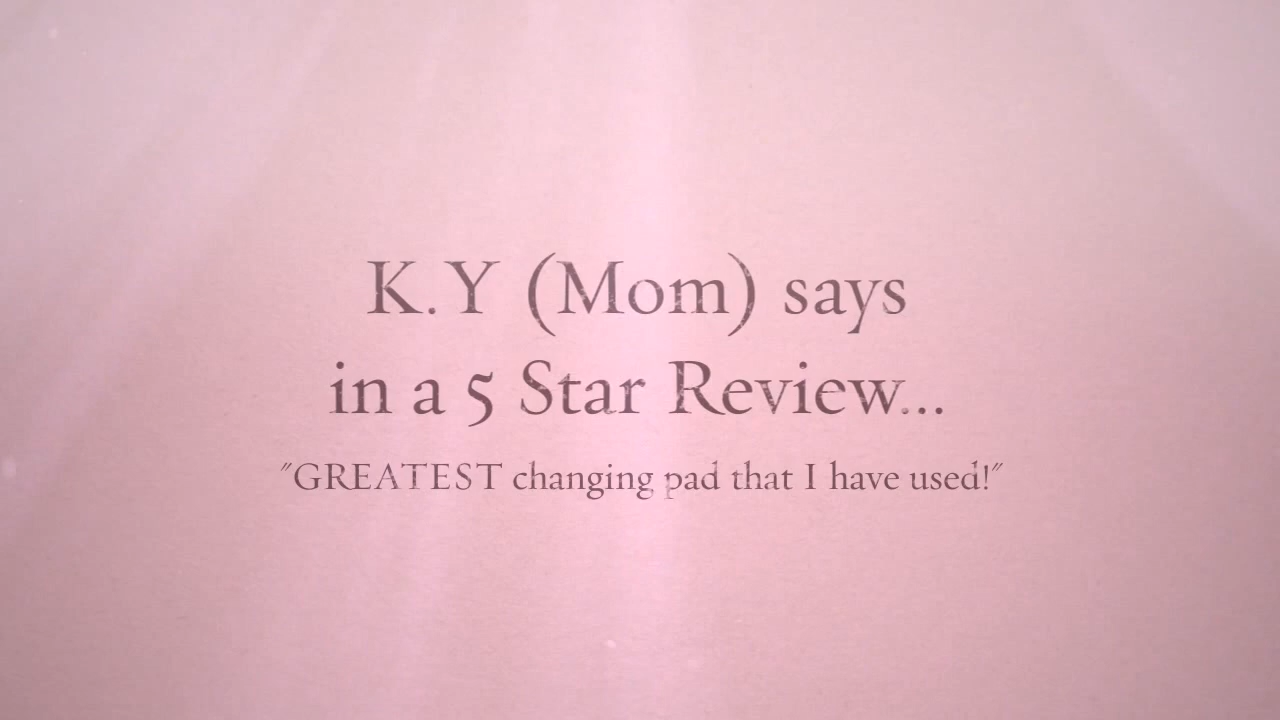 K.Y (Mom) says
in a 5 Star Review...
"GREATEST changing pad that I have used!"